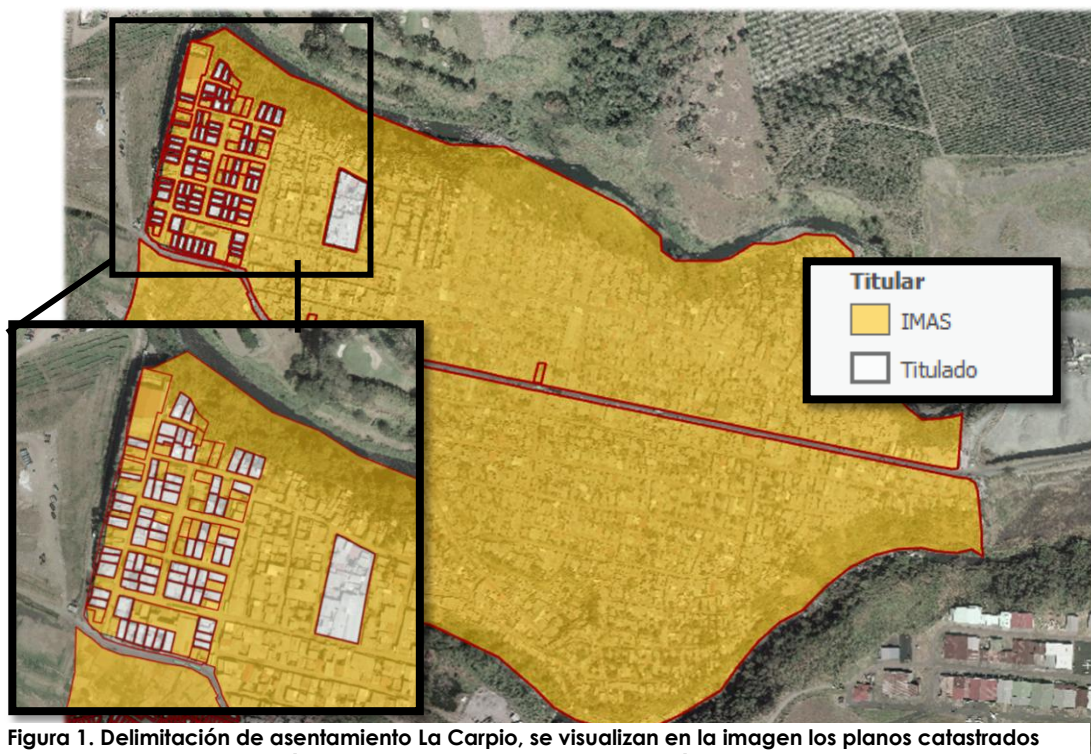 Titular
IMAS
Titulado
Figura 1. Delimitación de asentamiento La Carpio, se visualizan en la imagen los planos catastrados